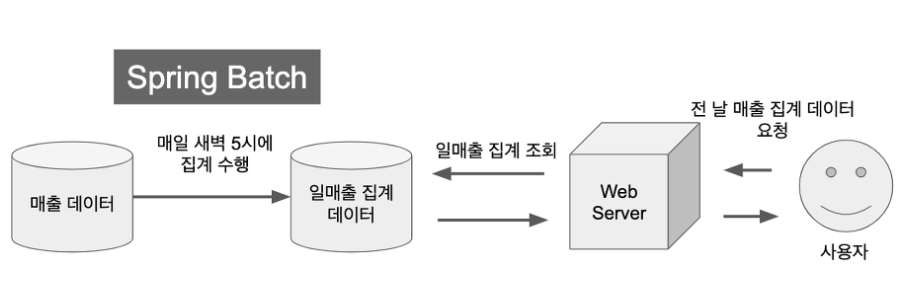 Spring Batch
매일 새벽 5시에
집계 수행
매출 데이터
일매출 집계
데이터
일매출 집계 조회
Web
Server
전 날 매출 집계 데이터
요청
사용자